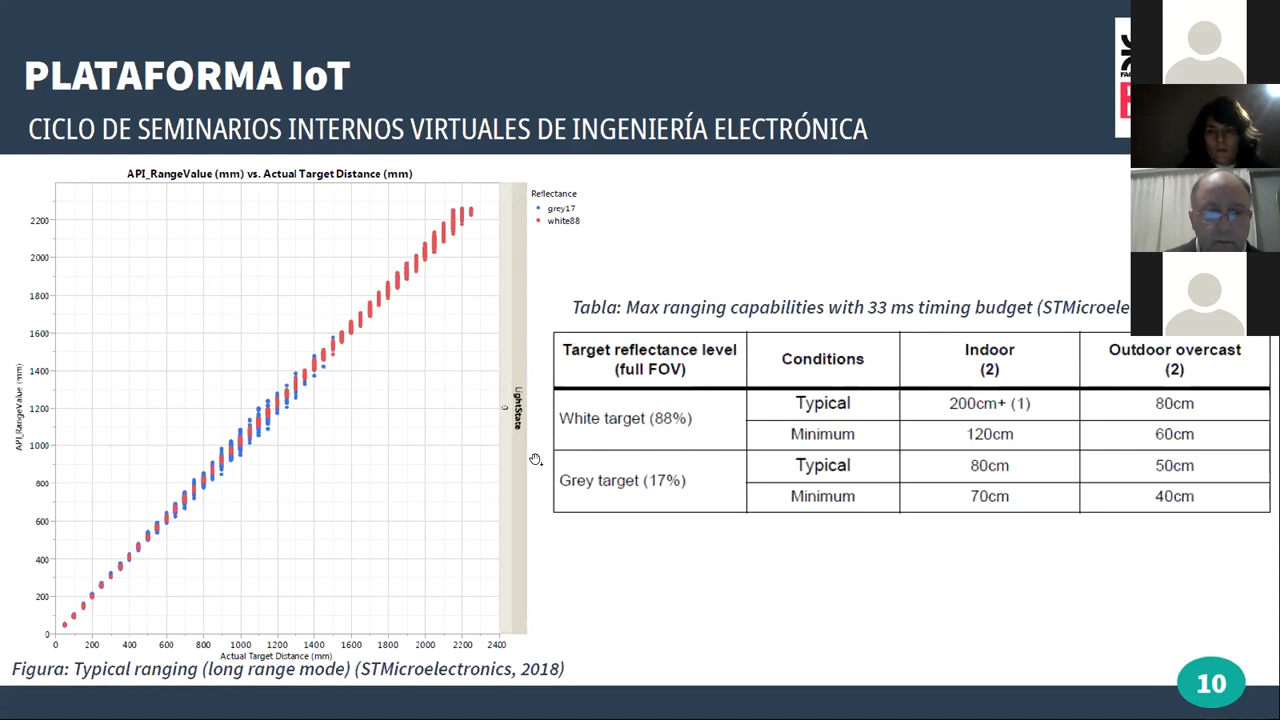 PLATAFORMA IoT
CICLO DE SEMINARIOS INTERNOS VIRTUALES DE INGENIERÍA ELECTRÓNICA
API_RangeValue (mm) vs. Actual Target Distance (mm)
Reflectance
grey17
white88
2200
2000
1800
1600
1400
1200
1000
800
600
400
200
0
API_RangeValue (mm)
0 200 400 600 800 1000 1200 1400 1600 1800 2000 2200 2400
Actual Target Distance (mm)
0
LightState
Figura: Typical ranging (long range mode) (STMicroelectronics, 2018)
Tabla: Max ranging capabilities with 33 ms timing budget (STMicroele
Target reflectance level (full FOV) Conditions Indoor (2) Outdoor overcast (2)
White target (88%) Typical 200cm+ (1) 80cm
Minimum 120cm 60cm
Grey target (17%) Typical 80cm 50cm
Minimum 70cm 40cm
10